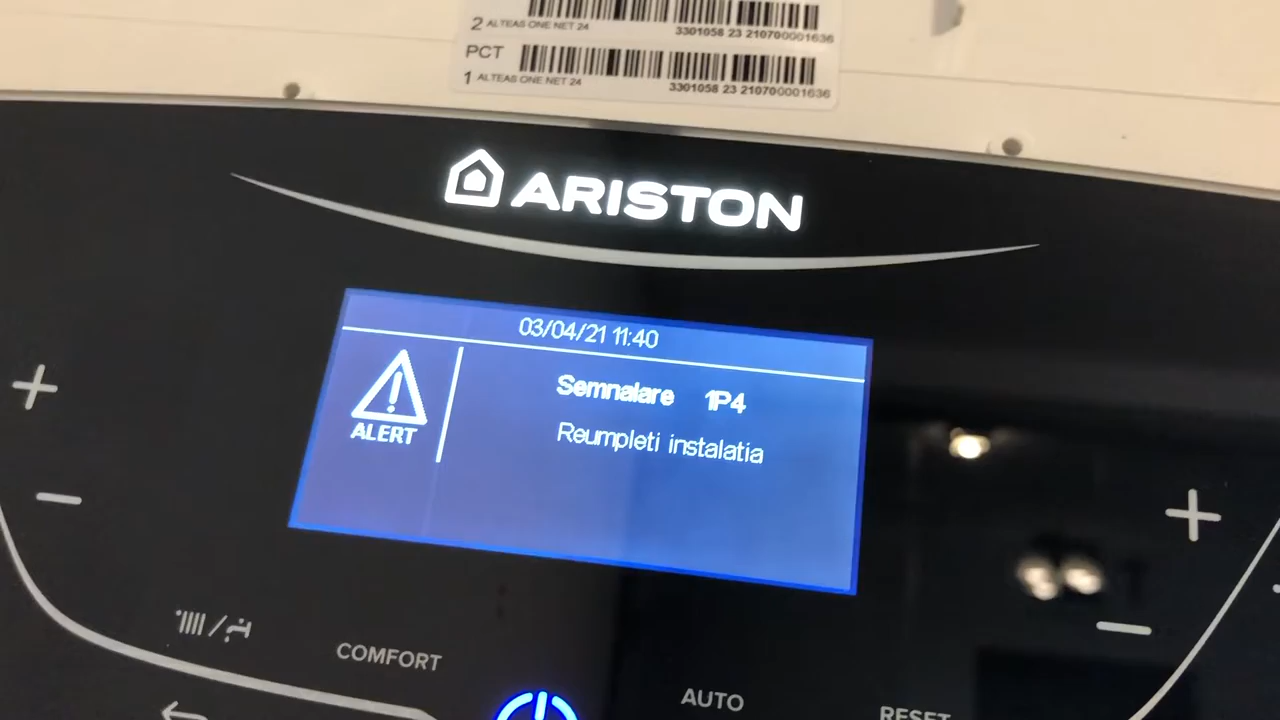 2 ALTEAS ONE NET 24
3301058 23 210700001636
PCT
1 ALTEAS ONE NET 24
3301058 23 210700001636
ARISTON
03/04/21 11:40
Semnalare 1P4
ALERT
Reumpleti instalatia
COMFORT
AUTO
RESET